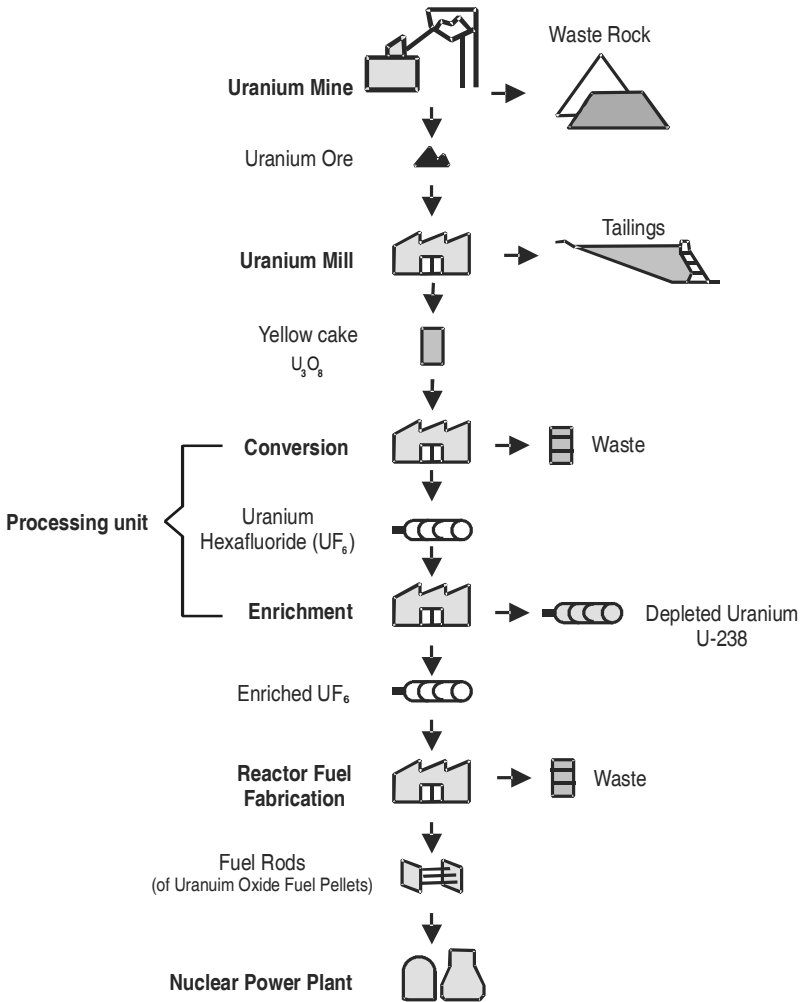 Waste Rock
Uranium Mine
Uranium Ore
Tailings
Uranium Mill
Yellow cake
U₃O₈
Conversion
Waste
Processing unit
Uranium
Hexafluoride (UF₆)
Enrichment
Depleted Uranium
U-238
Enriched UF₆
Reactor Fuel
Fabrication
Waste
Fuel Rods
(of Uranuim Oxide Fuel Pellets)
Nuclear Power Plant